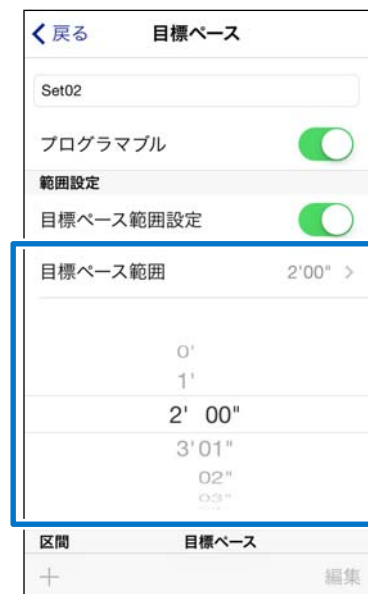 戻る 目標ペース
Set02
プログラマブル
範囲設定
目標ペース範囲設定
目標ペース範囲 2'00"
0'
1'
2' 00"
3' 01"
02"
03"
区間 目標ペース
+ 編集